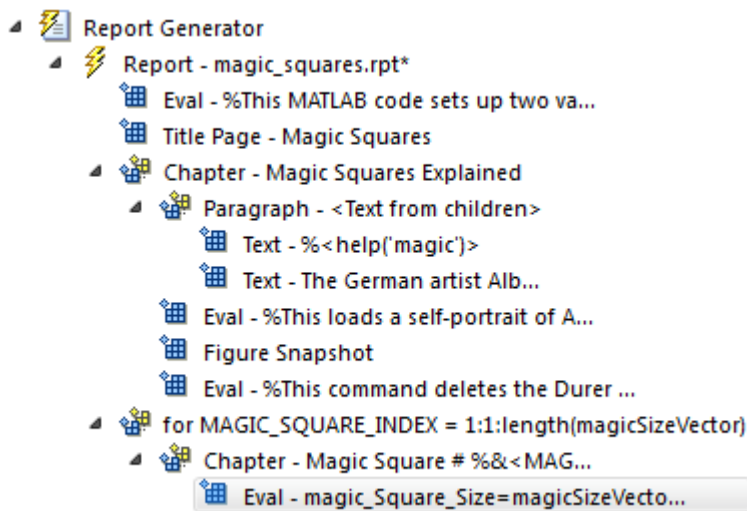 Report Generator
Report - magic_squares.rpt*
Eval - %This MATLAB code sets up two va...
Title Page - Magic Squares
Chapter - Magic Squares Explained
Paragraph - <Text from children>
Text - %<help('magic')>
Text - The German artist Alb...
Eval - %This loads a self-portrait of A...
Figure Snapshot
Eval - %This command deletes the Durer ...
for MAGIC_SQUARE_INDEX = 1:1:length(magicSizeVector)
Chapter - Magic Square # %&<MAG...
Eval - magic_Square_Size=magicSizeVecto...